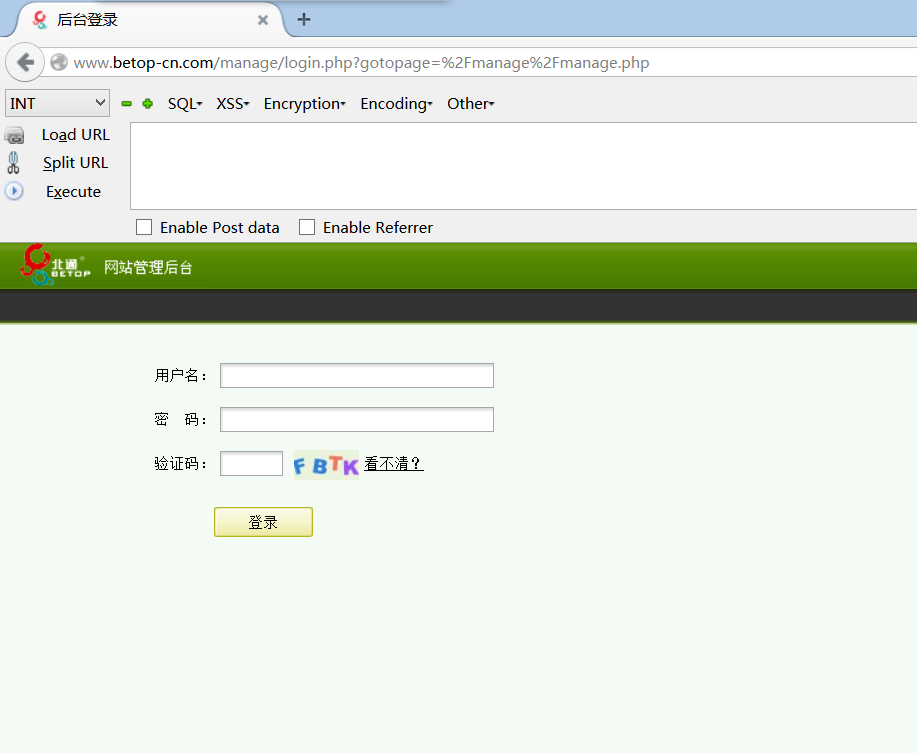 后台登录
www.betop-cn.com/manage/login.php?gotopage=%2Fmanage%2Fmanage.php
INT SQL XSS Encryption Encoding Other
Load URL
Split URL
Execute
Enable Post data Enable Referrer
北通 BETOP 网站管理后台
用户名：
密 码：
验证码： FBTK 看不清？
登录